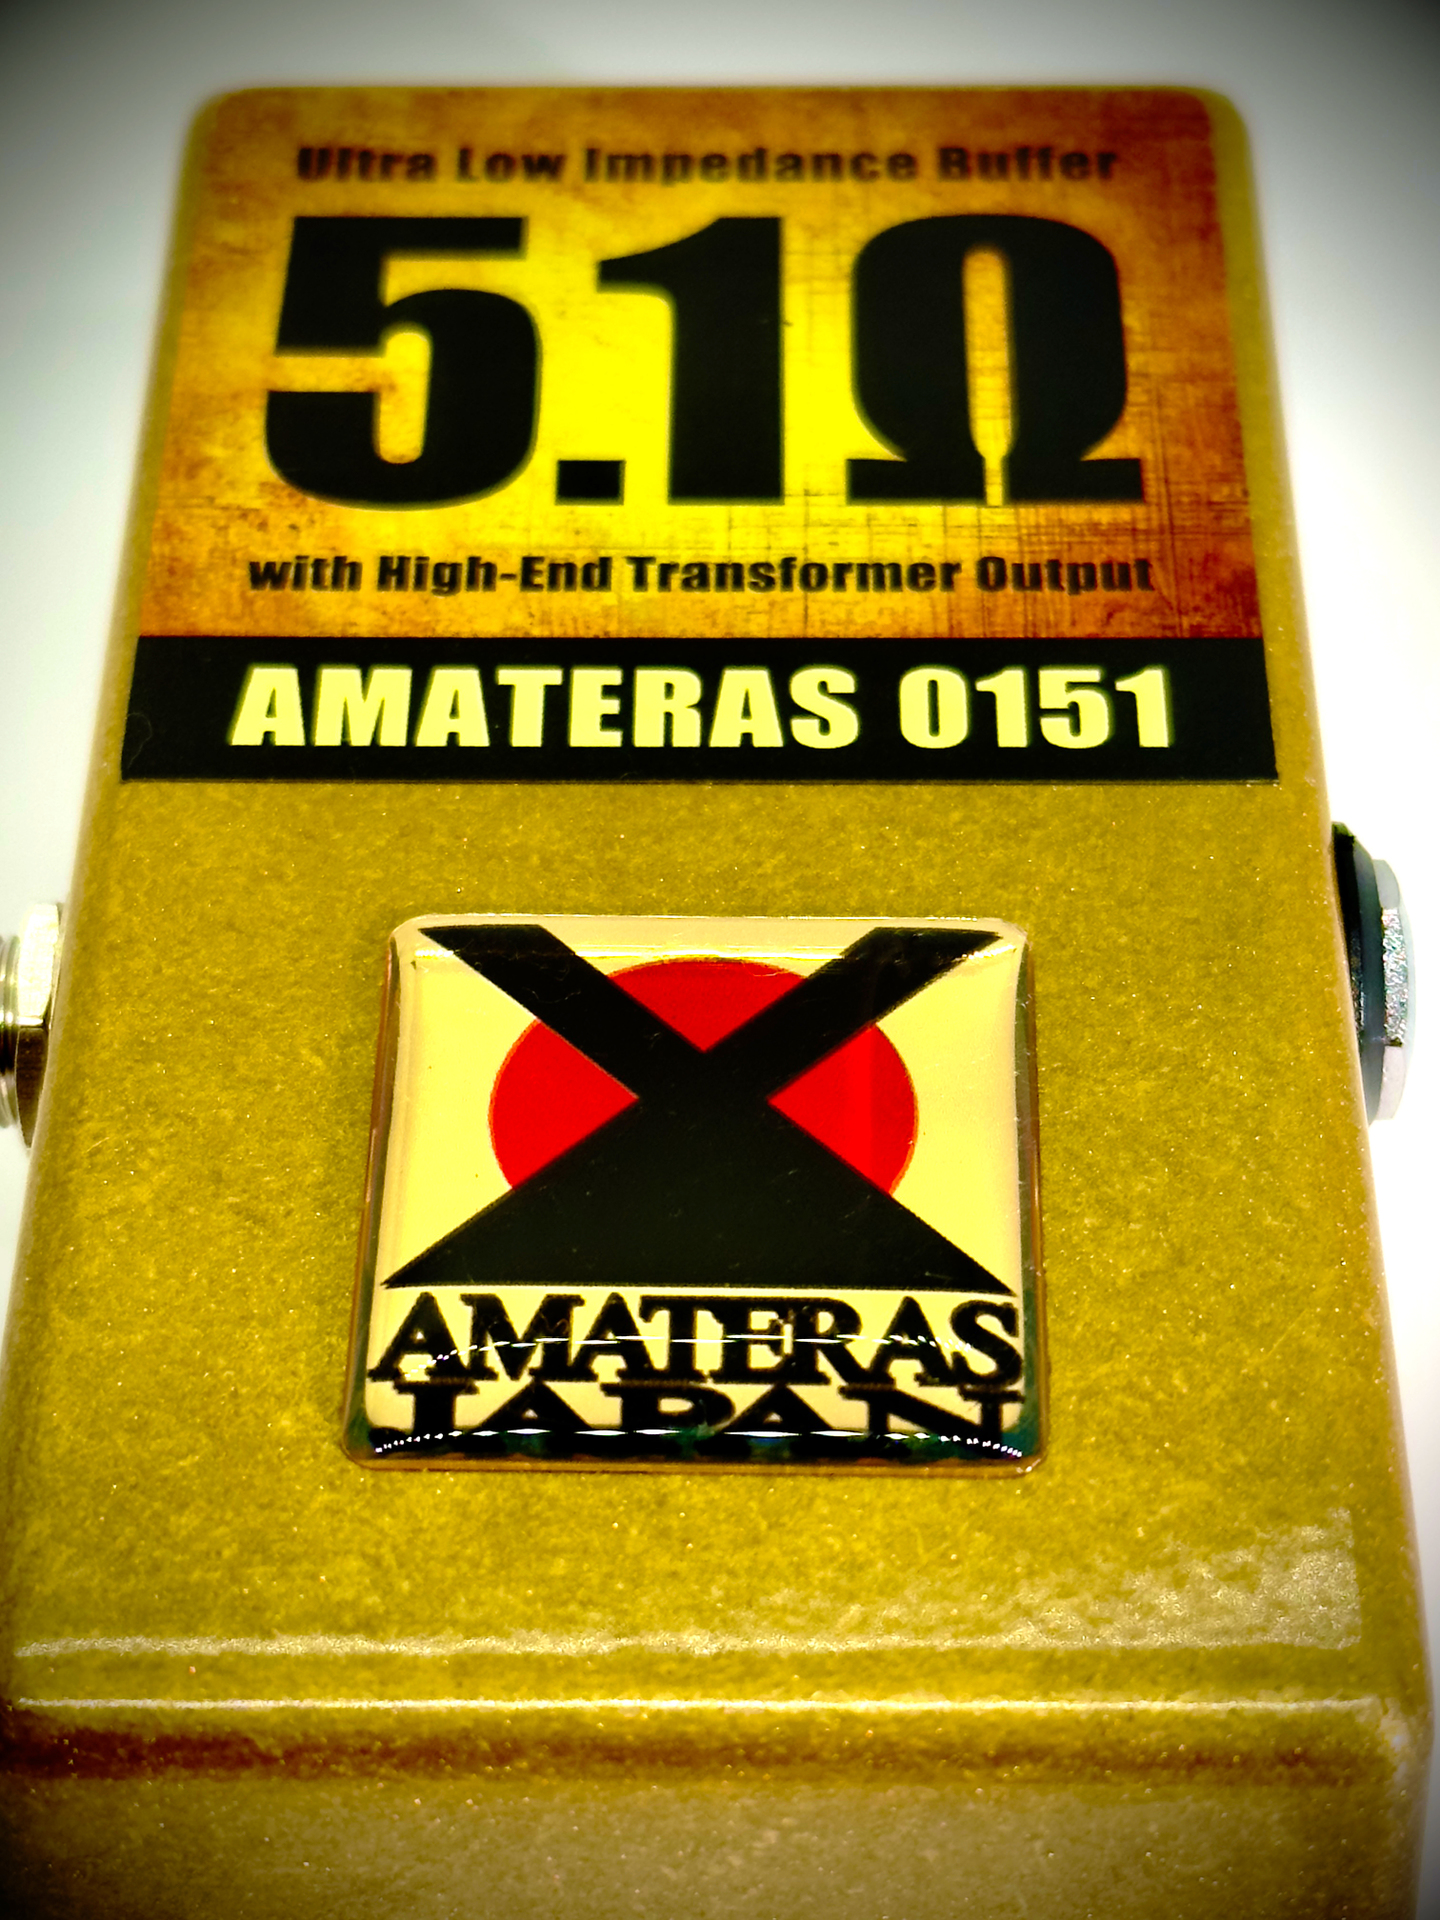 Ultra Low Impedance Buffer
5.1Ω
with High-End Transformer Output
AMATERAS 0151
AMATERAS
JAPAN